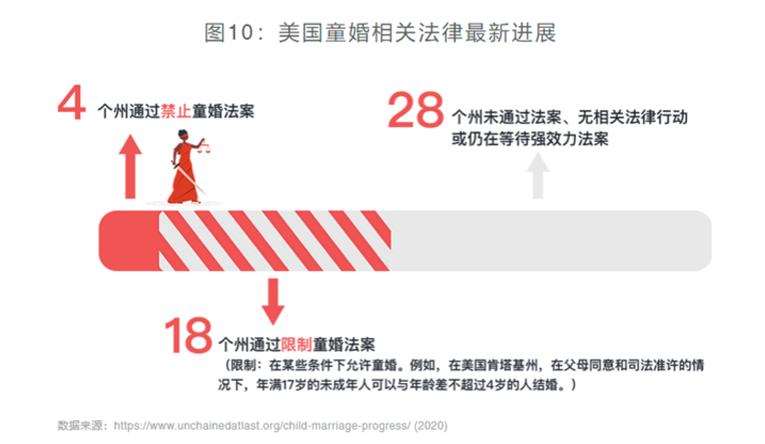 图10：美国童婚相关法律最新进展
4 个州通过禁止童婚法案
28 个州未通过法案、无相关法律行动
或仍在等待强效力法案
18 个州通过限制童婚法案
（限制：在某些条件下允许童婚。例如，在美国肯塔基州，在父母同意和司法准许的情
况下，年满17岁的未成年人可以与年龄差不超过4岁的人结婚。）
数据来源：https://www.unchainedatlast.org/child-marriage-progress/ (2020)